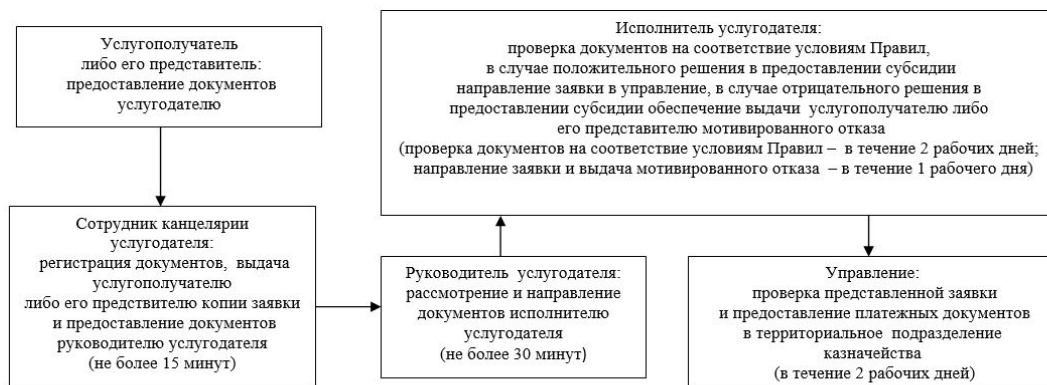 Услугополучатель
либо его представитель:
предоставление документов
услугодателю
Сотрудник канцелярии
услугодателя:
регистрация документов, выдача
услугополучателю
либо его предствителю копии заявки
и предоставление документов
руководителю услугодателя
(не более 15 минут)
Руководитель услугодателя:
рассмотрение и направление
документов исполнителю
услугодателя
(не более 30 минут)
Исполнитель услугодателя:
проверка документов на соответствие условиям Правил,
в случае положительного решения в предоставлении субсидии
направление заявки в управление, в случае отрицательного решения в
предоставлении субсидии обеспечение выдачи услугополучателю либо
его представителю мотивированного отказа
(проверка документов на соответствие условиям Правил – в течение 2 рабочих дней;
направление заявки и выдача мотивированного отказа – в течение 1 рабочего дня)
Управление:
проверка представленной заявки
и предоставление платежных документов
в территориальное подразделение
казначейства
(в течение 2 рабочих дней)